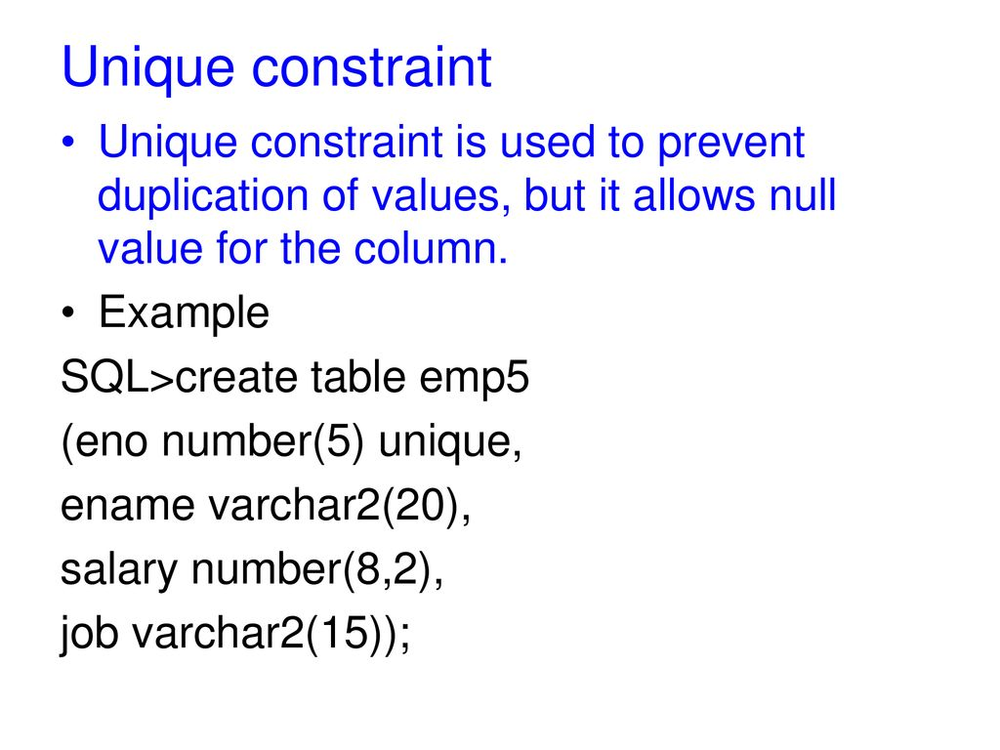 Unique constraint
• Unique constraint is used to prevent
duplication of values, but it allows null
value for the column.
• Example
SQL>create table emp5
(eno number(5) unique,
ename varchar2(20),
salary number(8,2),
job varchar2(15));